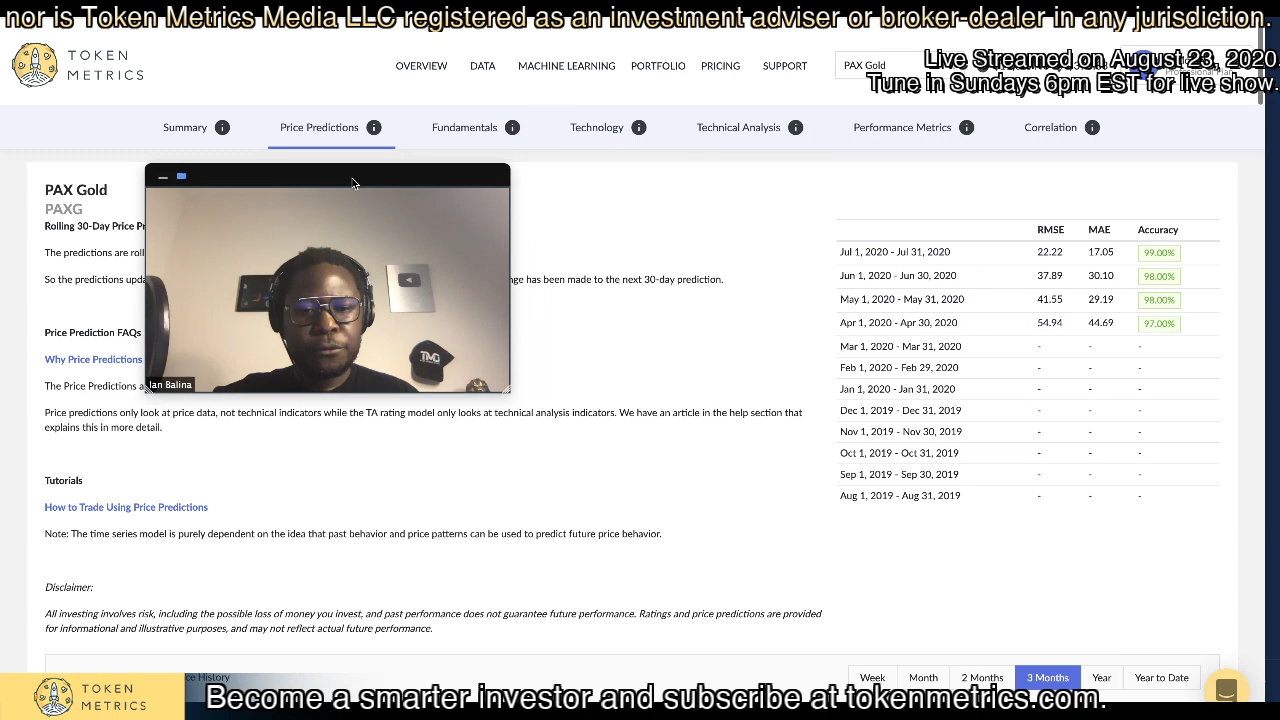 nor is Token Metrics Media LLC registered as an investment adviser or broker-dealer in any jurisdiction.
TOKEN
METRICS
OVERVIEW DATA MACHINE LEARNING PORTFOLIO PRICING SUPPORT
PAX Gold
Live Streamed on August 23, 2020.
Tune in Sundays 6pm EST for live show.
Summary Price Predictions Fundamentals Technology Technical Analysis Performance Metrics Correlation
PAX Gold
PAXG
Rolling 30-Day Price Pr
The predictions are roll
So the predictions upda
nge has been made to the next 30-day prediction.
Price Prediction FAQs
Why Price Predictions
The Price Predictions a
Ian Balina
Price predictions only look at price data, not technical indicators while the TA rating model only looks at technical analysis indicators. We have an article in the help section that
explains this in more detail.
Tutorials
How to Trade Using Price Predictions
Note: The time series model is purely dependent on the idea that past behavior and price patterns can be used to predict future price behavior.
Disclaimer:
All investing involves risk, including the possible loss of money you invest, and past performance does not guarantee future performance. Ratings and price predictions are provided
for informational and illustrative purposes, and may not reflect actual future performance.
RMSE MAE Accuracy
Jul 1, 2020 - Jul 31, 2020 22.22 17.05 99.00%
Jun 1, 2020 - Jun 30, 2020 37.89 30.13 98.00%
May 1, 2020 - May 31, 2020 41.55 29.19 98.00%
Apr 1, 2020 - Apr 30, 2020 54.94 44.69 97.00%
Mar 1, 2020 - Mar 31, 2020 - - -
Feb 1, 2020 - Feb 29, 2020 - - -
Jan 1, 2020 - Jan 31, 2020 - - -
Dec 1, 2019 - Dec 31, 2019 - - -
Nov 1, 2019 - Nov 30, 2019 - - -
Oct 1, 2019 - Oct 31, 2019 - - -
Sep 1, 2019 - Sep 30, 2019 - - -
Aug 1, 2019 - Aug 31, 2019 - - -
ce History
Week Month 2 Months 3 Months Year Year to Date
TOKEN
METRICS
Become a smarter investor and subscribe at tokenmetrics.com.